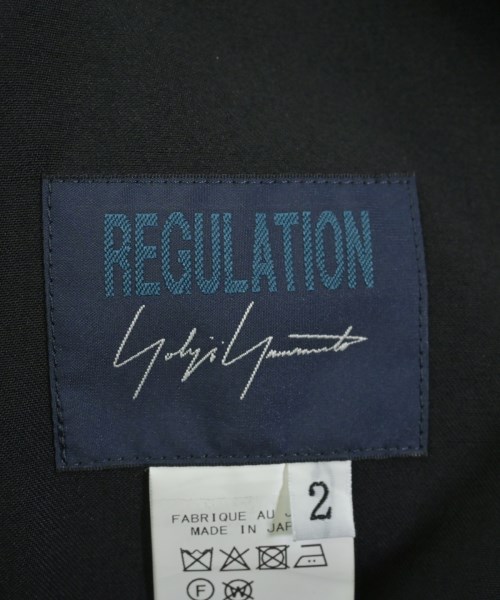 REGULATION
Yohji Yamamoto
2
FABRIQUE AU
MADE IN JAP
F
W